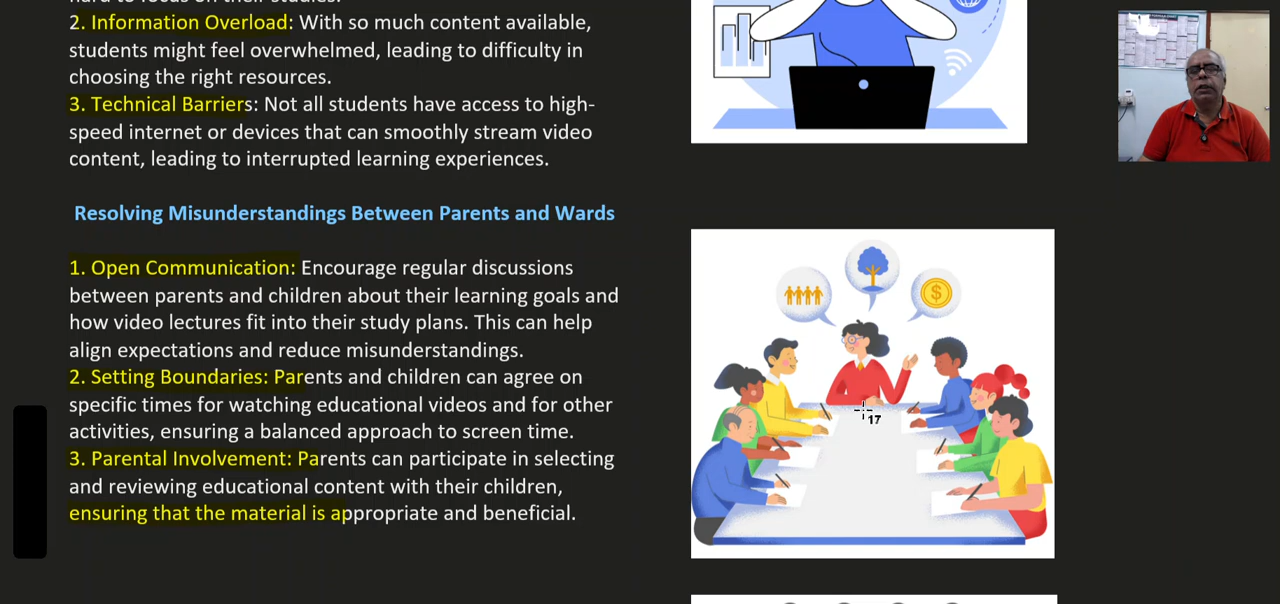 2. Information Overload: With so much content available,
students might feel overwhelmed, leading to difficulty in
choosing the right resources.
3. Technical Barriers: Not all students have access to high-
speed internet or devices that can smoothly stream video
content, leading to interrupted learning experiences.
Resolving Misunderstandings Between Parents and Wards
1. Open Communication: Encourage regular discussions
between parents and children about their learning goals and
how video lectures fit into their study plans. This can help
align expectations and reduce misunderstandings.
2. Setting Boundaries: Parents and children can agree on
specific times for watching educational videos and for other
activities, ensuring a balanced approach to screen time.
3. Parental Involvement: Parents can participate in selecting
and reviewing educational content with their children,
ensuring that the material is appropriate and beneficial.
$
17